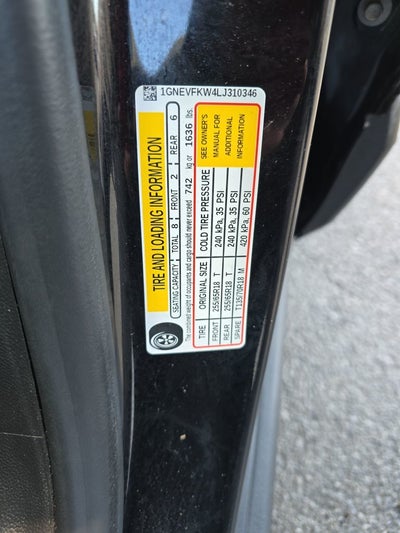 1GNEVFKW4LJ310346
TIRE AND LOADING INFORMATION
SEATING CAPACITY TOTAL 8 FRONT 2 REAR 6
The combined weight of occupants and cargo should never exceed 742 kg or 1636 lbs.
TIRE ORIGINAL SIZE COLD TIRE PRESSURE
FRONT 255/65R18 T 240 kPa, 35 PSI
REAR 255/65R18 T 240 kPa, 35 PSI
SPARE T135/70R18 M 420 kPa, 60 PSI
SEE OWNER'S
MANUAL FOR
ADDITIONAL
INFORMATION